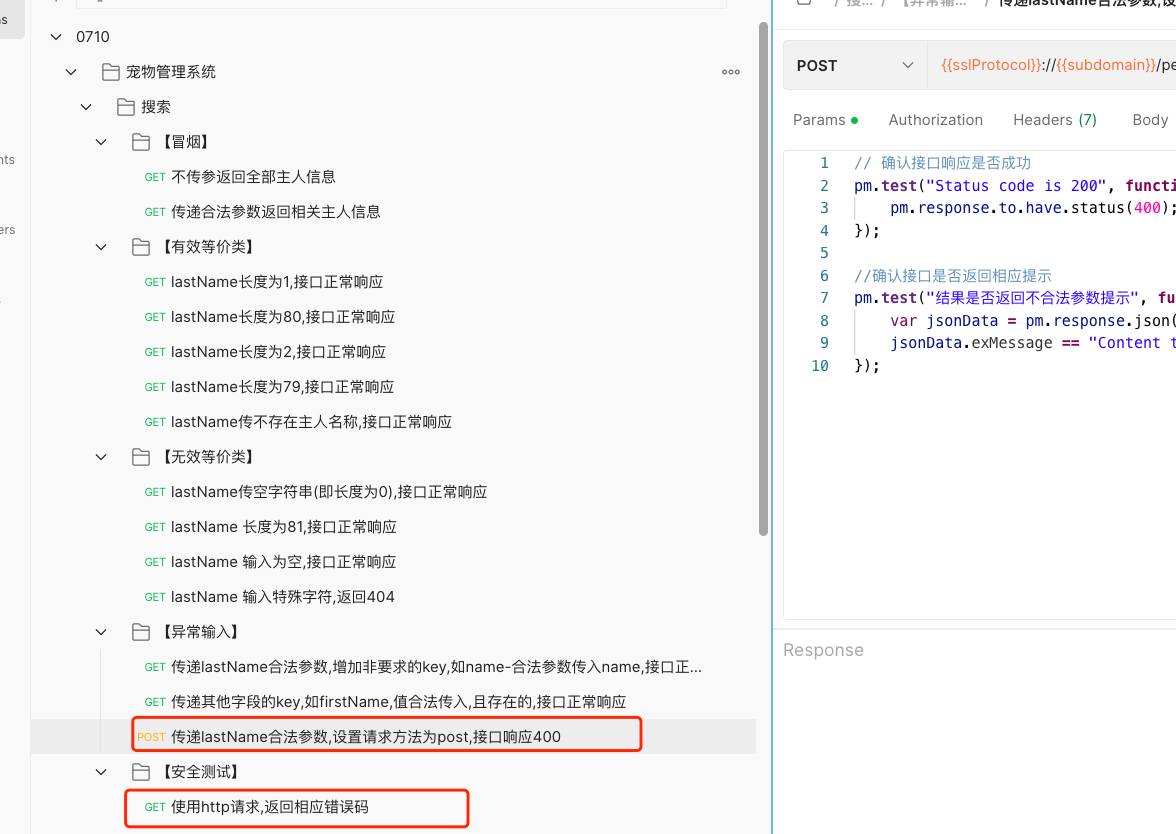 0710
宠物管理系统
搜索
【冒烟】
GET 不传参返回全部主人信息
GET 传递合法参数返回相关主人信息
【有效等价类】
GET lastName长度为1,接口正常响应
GET lastName长度为80,接口正常响应
GET lastName长度为2,接口正常响应
GET lastName长度为79,接口正常响应
GET lastName传不存在主人名称,接口正常响应
【无效等价类】
GET lastName传空字符串(即长度为0),接口正常响应
GET lastName 长度为81,接口正常响应
GET lastName 输入为空,接口正常响应
GET lastName 输入特殊字符,返回404
【异常输入】
GET 传递lastName合法参数,增加非要求的key,如name-合法参数传入name,接口正...
GET 传递其他字段的key,如firstName,值合法传入,且存在的,接口正常响应
POST 传递lastName合法参数,设置请求方法为post,接口响应400
【安全测试】
GET 使用http请求,返回相应错误码
/ 搜... / 【异常输... / 传递lastName合法参数,设
POST {{sslProtocol}}://{{subdomain}}/pe
Params Authorization Headers (7) Body
1 // 确认接口响应是否成功
2 pm.test("Status code is 200", functi
3 pm.response.to.have.status(400);
4 });
5
6 //确认接口是否返回相应提示
7 pm.test("结果是否返回不合法参数提示", fu
8 var jsonData = pm.response.json(
9 jsonData.exMessage == "Content t
10 });
Response